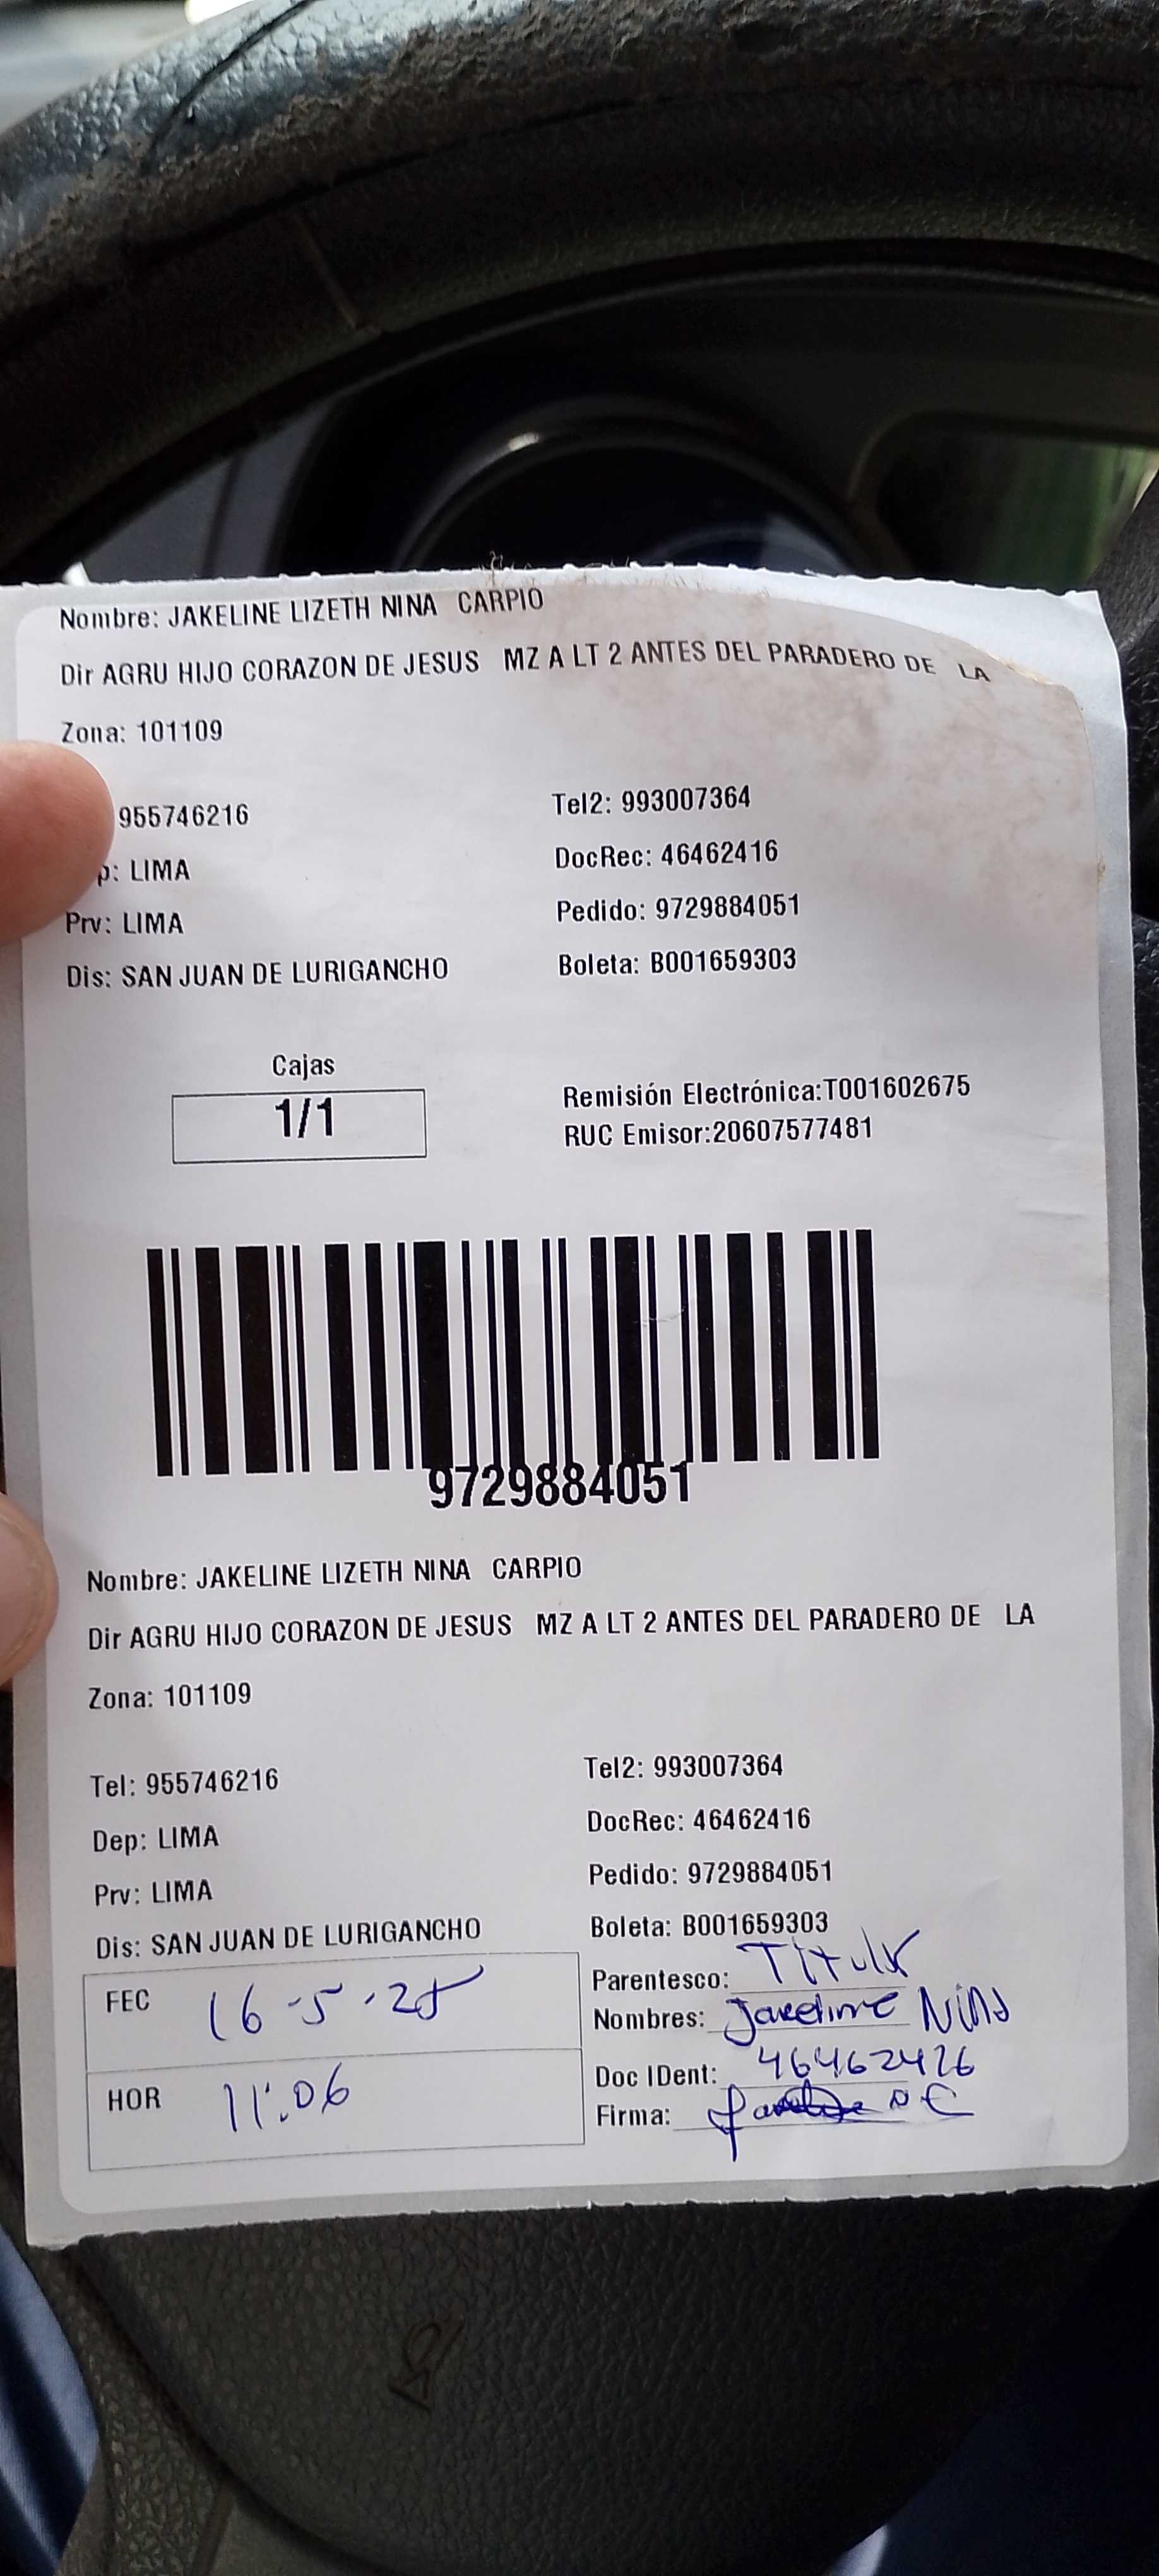 Nombre: JAKELINE LIZETH NINA CARPIO
Dir AGRU HIJO CORAZON DE JESUS MZ A LT 2 ANTES DEL PARADERO DE LA
Zona: 101109
955746216 Tel2: 993007364
p: LIMA DocRec: 46462416
Prv: LIMA Pedido: 9729884051
Dis: SAN JUAN DE LURIGANCHO Boleta: B001659303
Cajas
1/1
Remisión Electrónica:T001602675
RUC Emisor:20607577481
9729884051
Nombre: JAKELINE LIZETH NINA CARPIO
Dir AGRU HIJO CORAZON DE JESUS MZ A LT 2 ANTES DEL PARADERO DE LA
Zona: 101109
Tel: 955746216 Tel2: 993007364
Dep: LIMA DocRec: 46462416
Prv: LIMA Pedido: 9729884051
Dis: SAN JUAN DE LURIGANCHO Boleta: B001659303
FEC 16-5-25 Parentesco: Titular
Nombres: Jakeline Nina
HOR 11:06 Doc IDent: 46462416
Firma: